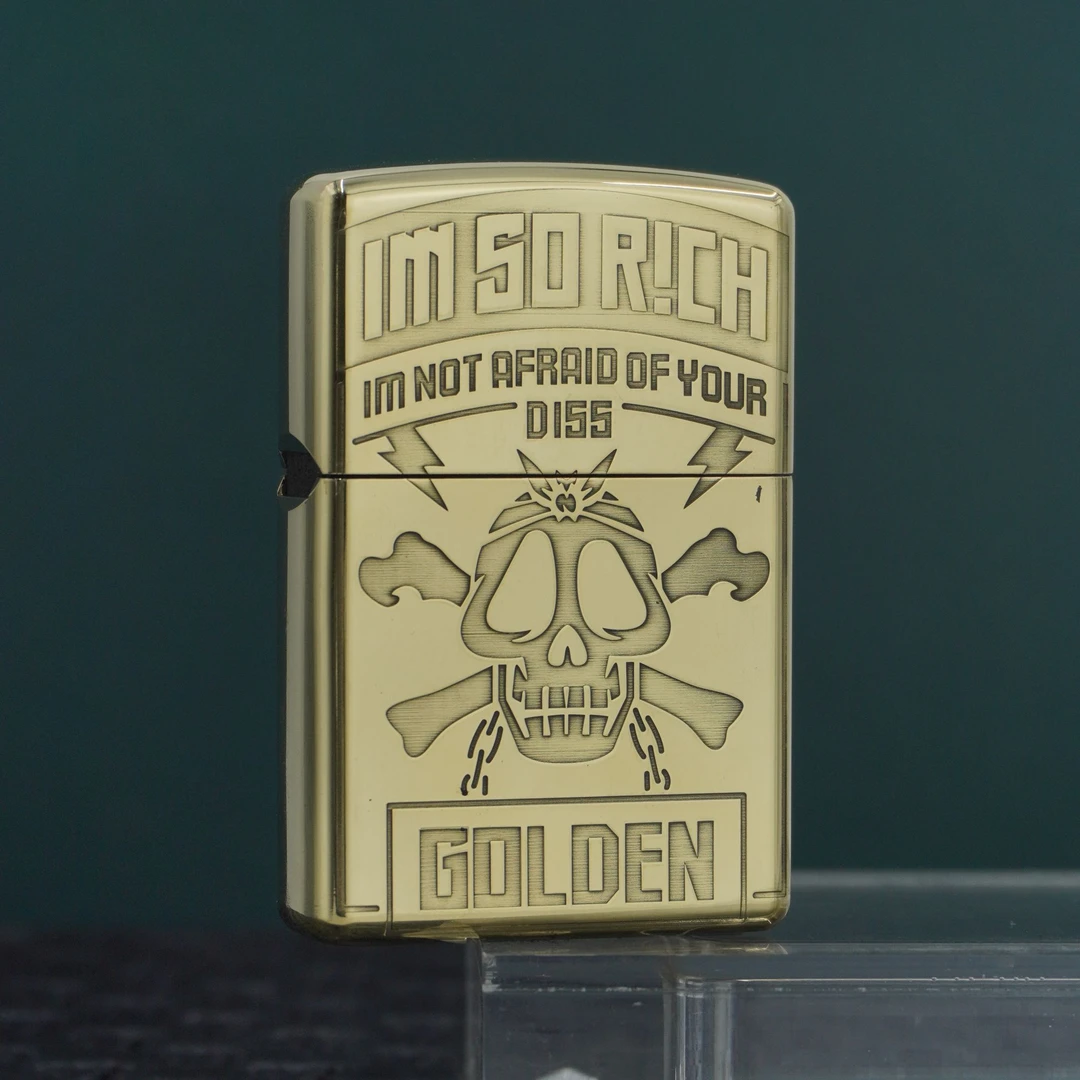 IM SO R!CH
IM NOT AFRAID OF YOUR
DISS
GOLDEN